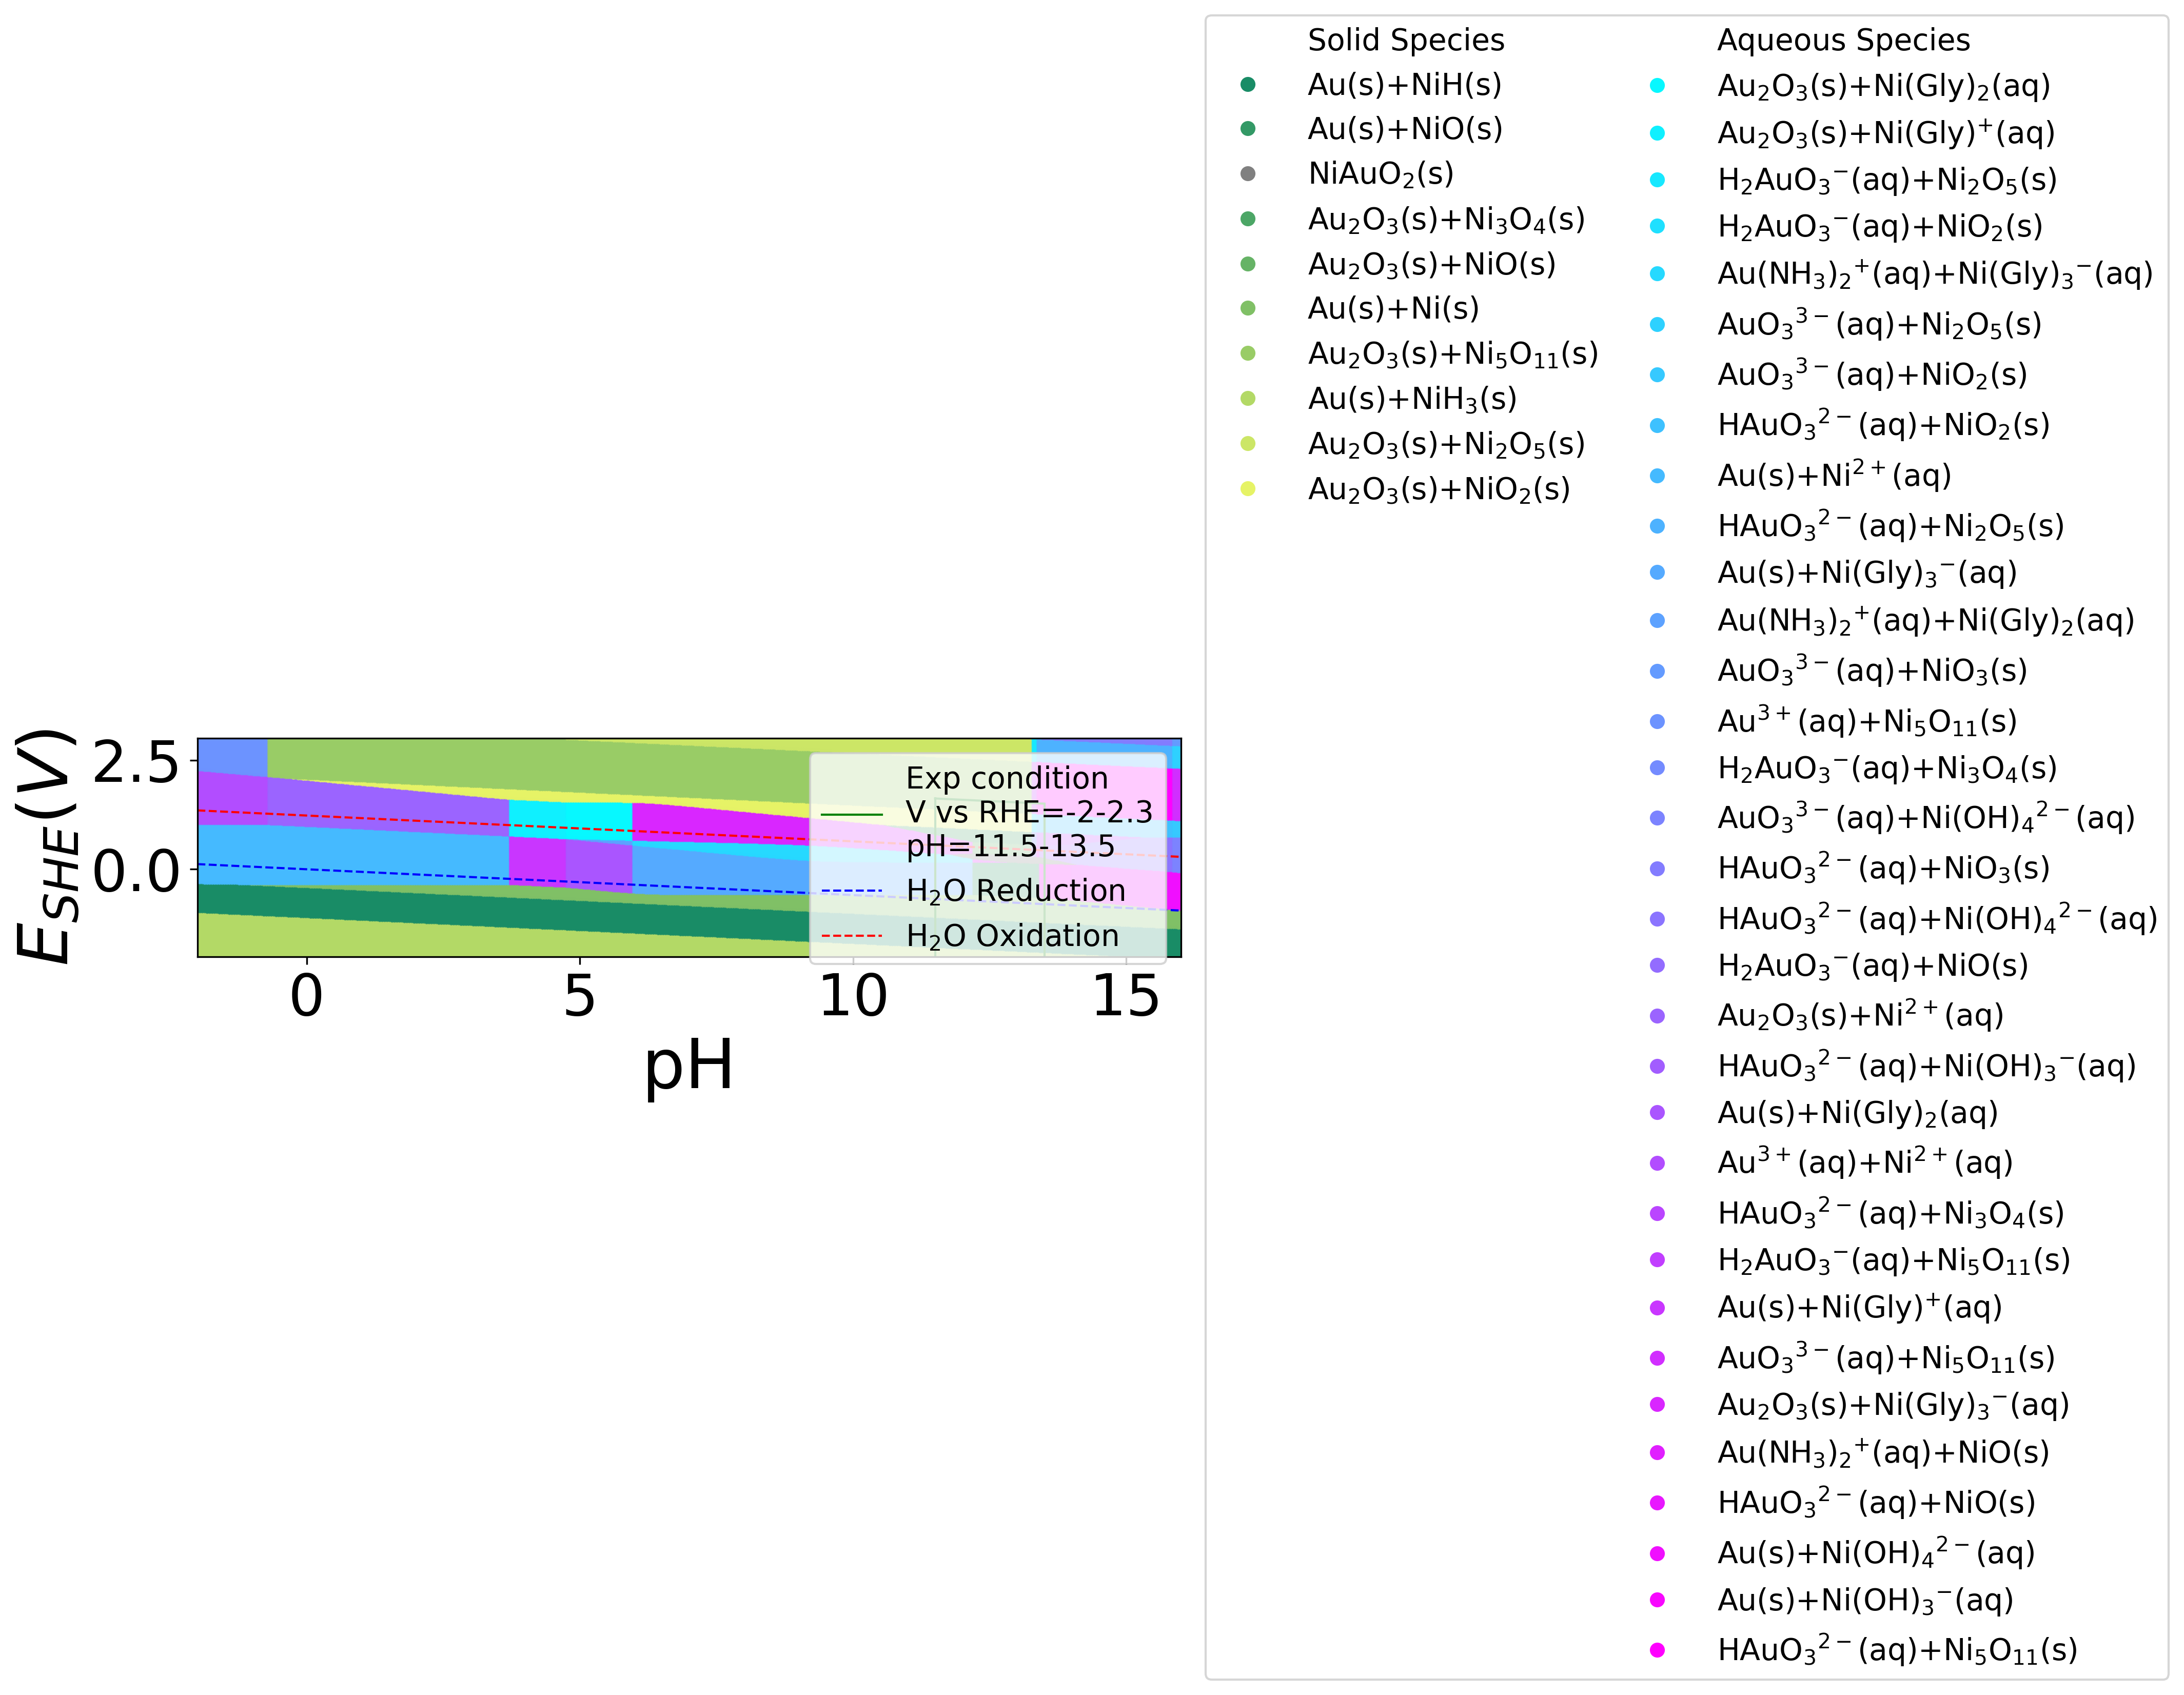 E_{SHE}(V)
2.5
0.0
0 5 10 15
pH
Exp condition
V vs RHE=-2-2.3
pH=11.5-13.5
H₂O Reduction
H₂O Oxidation
Solid Species
Au(s)+NiH(s)
Au(s)+NiO(s)
NiAuO₂(s)
Au₂O₃(s)+Ni₃O₄(s)
Au₂O₃(s)+NiO(s)
Au(s)+Ni(s)
Au₂O₃(s)+Ni₅O₁₁(s)
Au(s)+NiH₃(s)
Au₂O₃(s)+Ni₂O₅(s)
Au₂O₃(s)+NiO₂(s)
Aqueous Species
Au₂O₃(s)+Ni(Gly)₂(aq)
Au₂O₃(s)+Ni(Gly)⁺(aq)
H₂AuO₃⁻(aq)+Ni₂O₅(s)
H₂AuO₃⁻(aq)+NiO₂(s)
Au(NH₃)₂⁺(aq)+Ni(Gly)₃⁻(aq)
AuO₃³⁻(aq)+Ni₂O₅(s)
AuO₃³⁻(aq)+NiO₂(s)
HAuO₃²⁻(aq)+NiO₂(s)
Au(s)+Ni²⁺(aq)
HAuO₃²⁻(aq)+Ni₂O₅(s)
Au(s)+Ni(Gly)₃⁻(aq)
Au(NH₃)₂⁺(aq)+Ni(Gly)₂(aq)
AuO₃³⁻(aq)+NiO₃(s)
Au³⁺(aq)+Ni₅O₁₁(s)
H₂AuO₃⁻(aq)+Ni₃O₄(s)
AuO₃³⁻(aq)+Ni(OH)₄²⁻(aq)
HAuO₃²⁻(aq)+NiO₃(s)
HAuO₃²⁻(aq)+Ni(OH)₄²⁻(aq)
H₂AuO₃⁻(aq)+NiO(s)
Au₂O₃(s)+Ni²⁺(aq)
HAuO₃²⁻(aq)+Ni(OH)₃⁻(aq)
Au(s)+Ni(Gly)₂(aq)
Au³⁺(aq)+Ni²⁺(aq)
HAuO₃²⁻(aq)+Ni₃O₄(s)
H₂AuO₃⁻(aq)+Ni₅O₁₁(s)
Au(s)+Ni(Gly)⁺(aq)
AuO₃³⁻(aq)+Ni₅O₁₁(s)
Au₂O₃(s)+Ni(Gly)₃⁻(aq)
Au(NH₃)₂⁺(aq)+NiO(s)
HAuO₃²⁻(aq)+NiO(s)
Au(s)+Ni(OH)₄²⁻(aq)
Au(s)+Ni(OH)₃⁻(aq)
HAuO₃²⁻(aq)+Ni₅O₁₁(s)